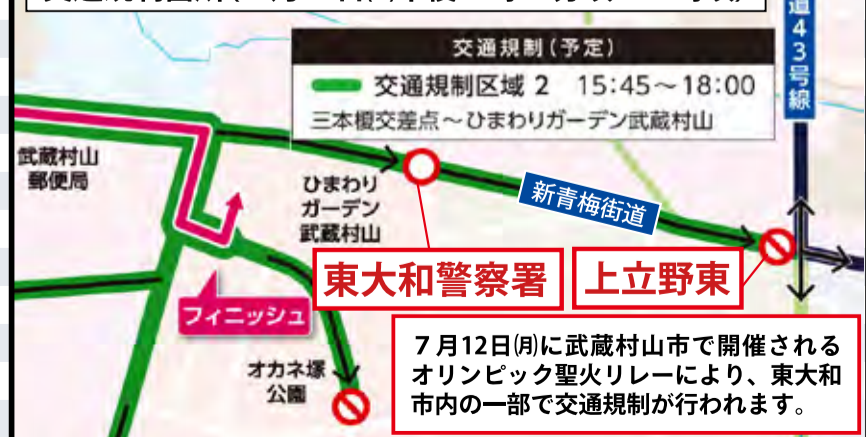 交通規制(予定)
交通規制区域 2 15:45〜18:00
三本榎交差点〜ひまわりガーデン武蔵村山
道43号線
武蔵村山
郵便局
ひまわり
ガーデン
武蔵村山
新青梅街道
東大和警察署
上立野東
フィニッシュ
オカネ塚
公園
7月12日㈪に武蔵村山市で開催される
オリンピック聖火リレーにより、東大和
市内の一部で交通規制が行われます。